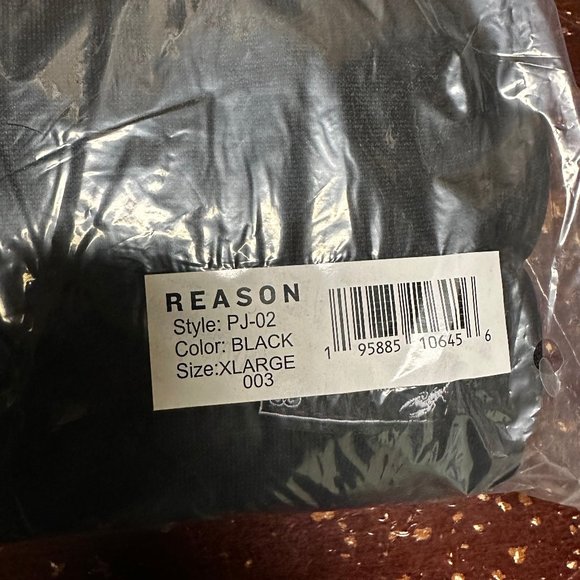 REASON
Style: PJ-02
Color: BLACK
Size:XLARGE
003
1 95885 10645 6